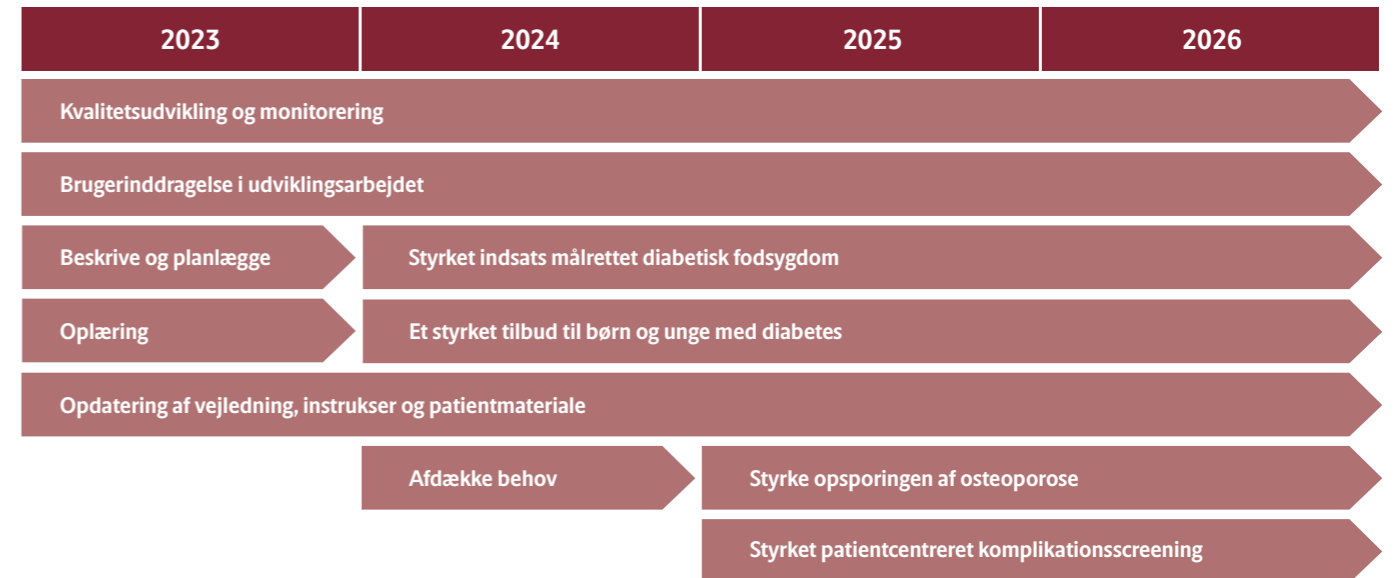 2023 2024 2025 2026
Kvalitetsudvikling og monitorering
Brugerinddragelse i udviklingsarbejdet
Beskrive og planlægge Styrket indsats målrettet diabetisk fodsygdom
Oplæring Et styrket tilbud til børn og unge med diabetes
Opdatering af vejledning, instrukser og patientmateriale
Afdække behov Styrke opsporingen af osteoporose
Styrket patientcentreret komplikationsscreening